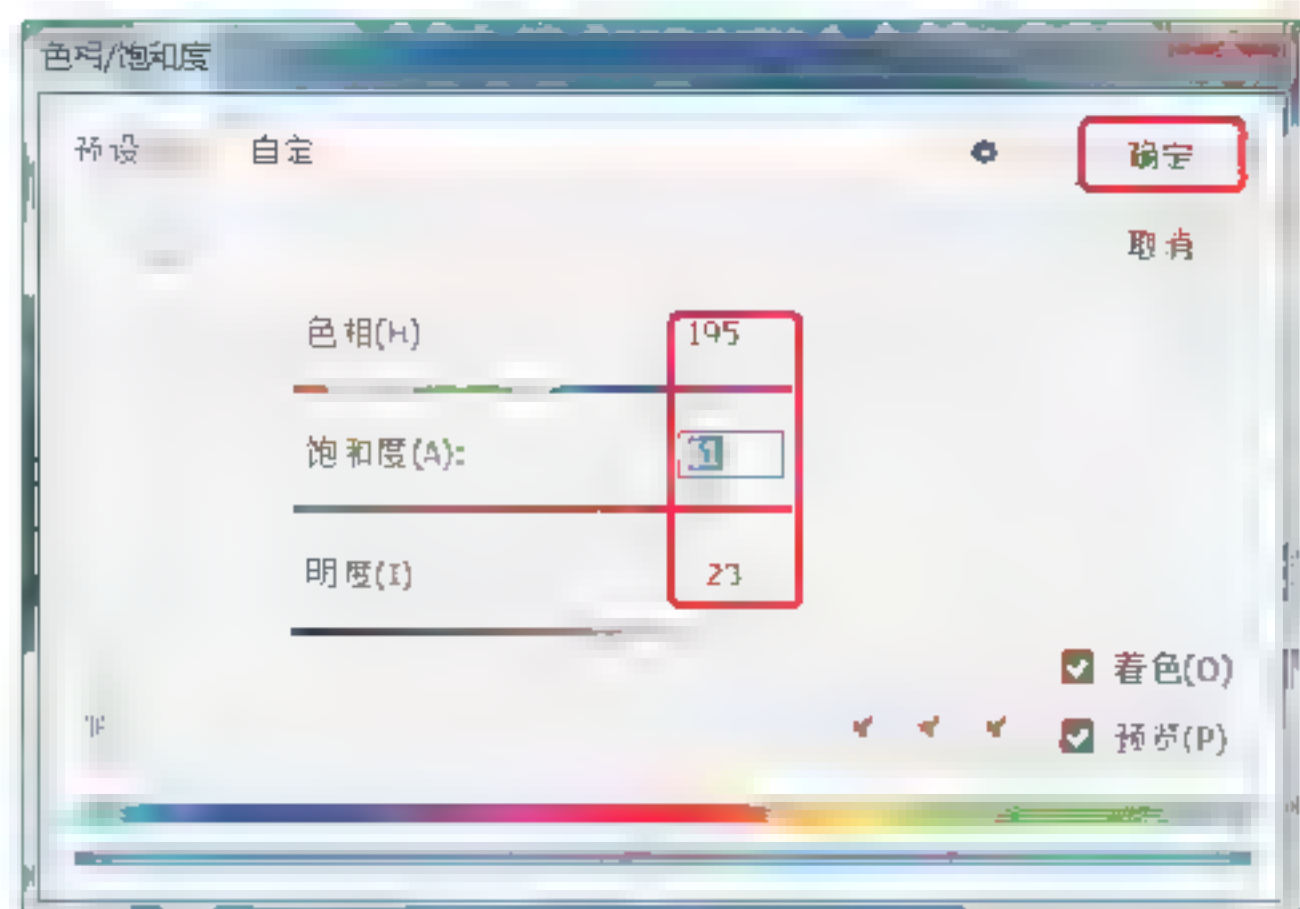 色相/饱和度
预设 自定 确定
取消
色相(H) 195
饱和度(A): 31
明度(I) 23
着色(O)
预览(P)